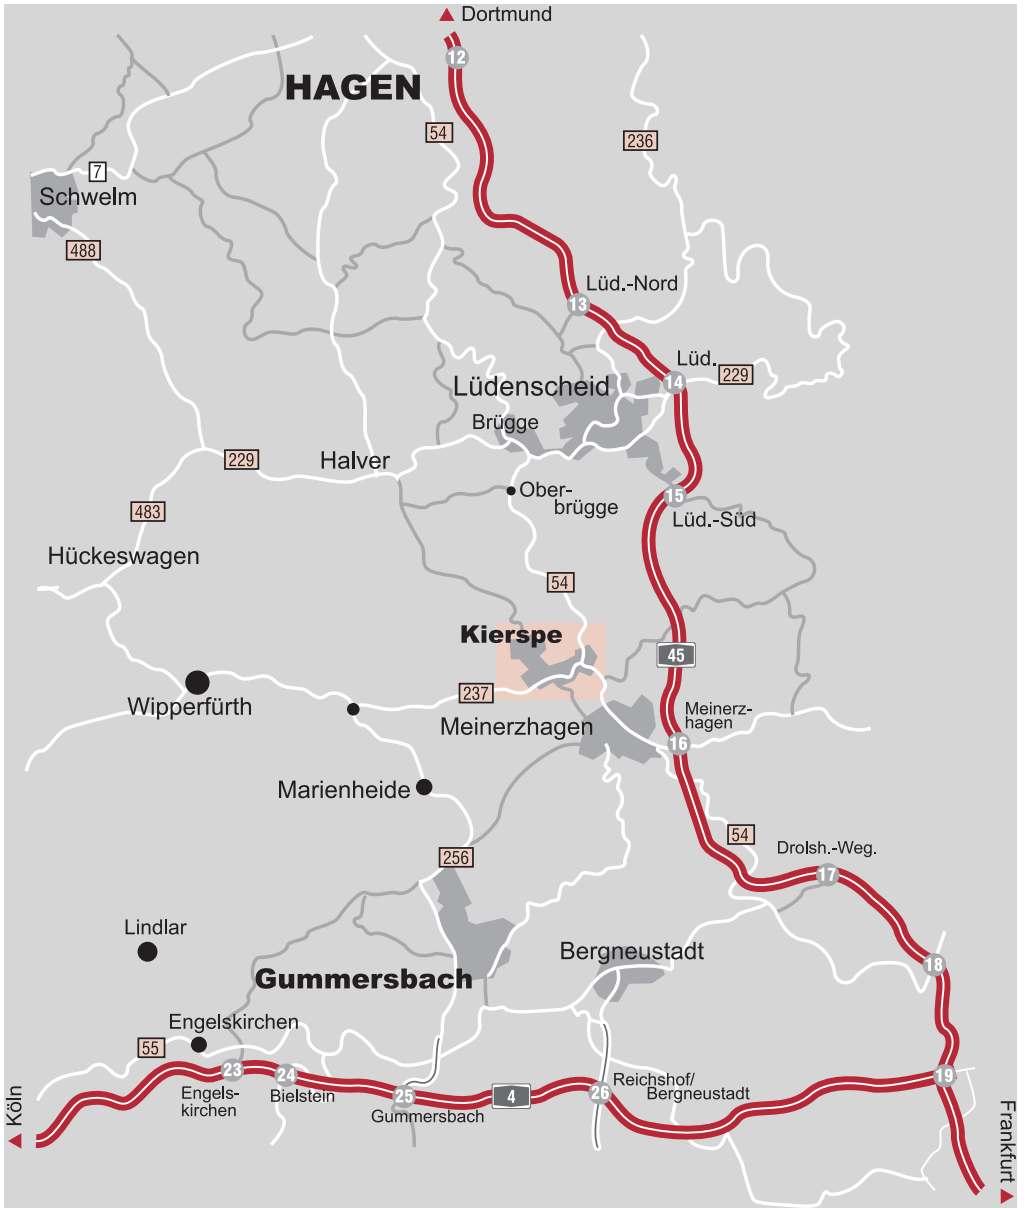 Dortmund
12
HAGEN
54
236
7
Schwelm
488
Lüd.-Nord
13
Lüd.
14
229
Lüdenscheid
Brügge
229
Halver
Ober-
brügge
15
Lüd.-Süd
483
Hückeswagen
54
Kierspe
45
237
Wipperfürth
Meinerz-
hagen
Meinerzhagen
16
Marienheide
54
256
Drolsh.-Weg.
17
Lindlar
Bergneustadt
18
Gummersbach
Engelskirchen
55
23
24
Engels-
kirchen
Bielstein
25
Gummersbach
4
26
Reichshof/
Bergneustadt
19
Köln
Frankfurt